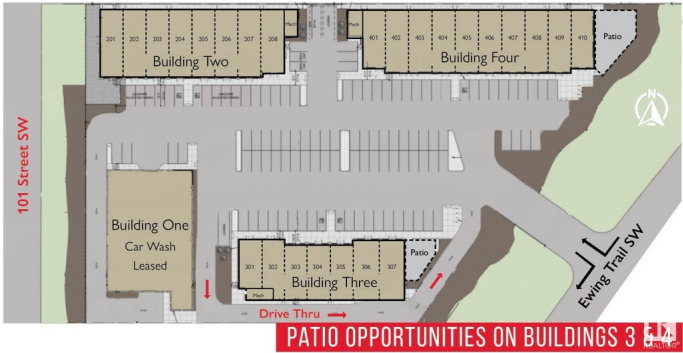 201 202 203 204 205 206 207 208
Mech
Building Two
Mech
401 402 403 404 405 406 407 408 409 410
Building Four
Patio
N
101 Street SW
Building One
Car Wash
Leased
301 302 303 304 305 306 307
Mech
Building Three
Patio
Drive Thru
Ewing Trail SW
PATIO OPPORTUNITIES ON BUILDINGS 3 & 4
REALTOR